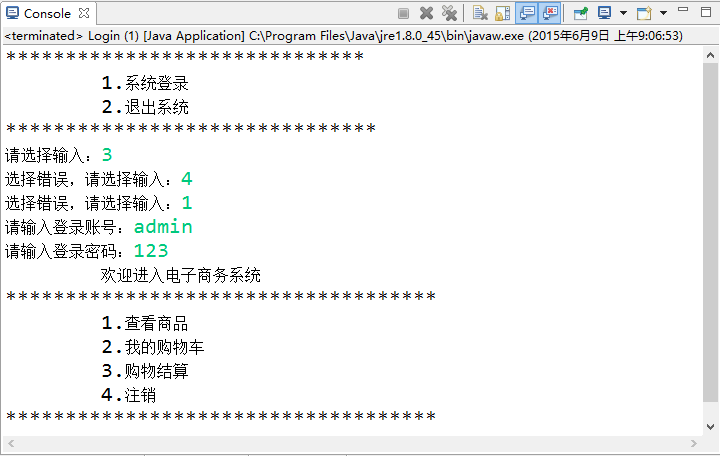 Console
<terminated> Login (1) [Java Application] C:\Program Files\Java\jre1.8.0_45\bin\javaw.exe (2015年6月9日 上午9:06:53)
******************************
1.系统登录
2.退出系统
*******************************
请选择输入：3
选择错误，请选择输入：4
选择错误，请选择输入：1
请输入登录账号：admin
请输入登录密码：123
欢迎进入电子商务系统
************************************
1.查看商品
2.我的购物车
3.购物结算
4.注销
************************************